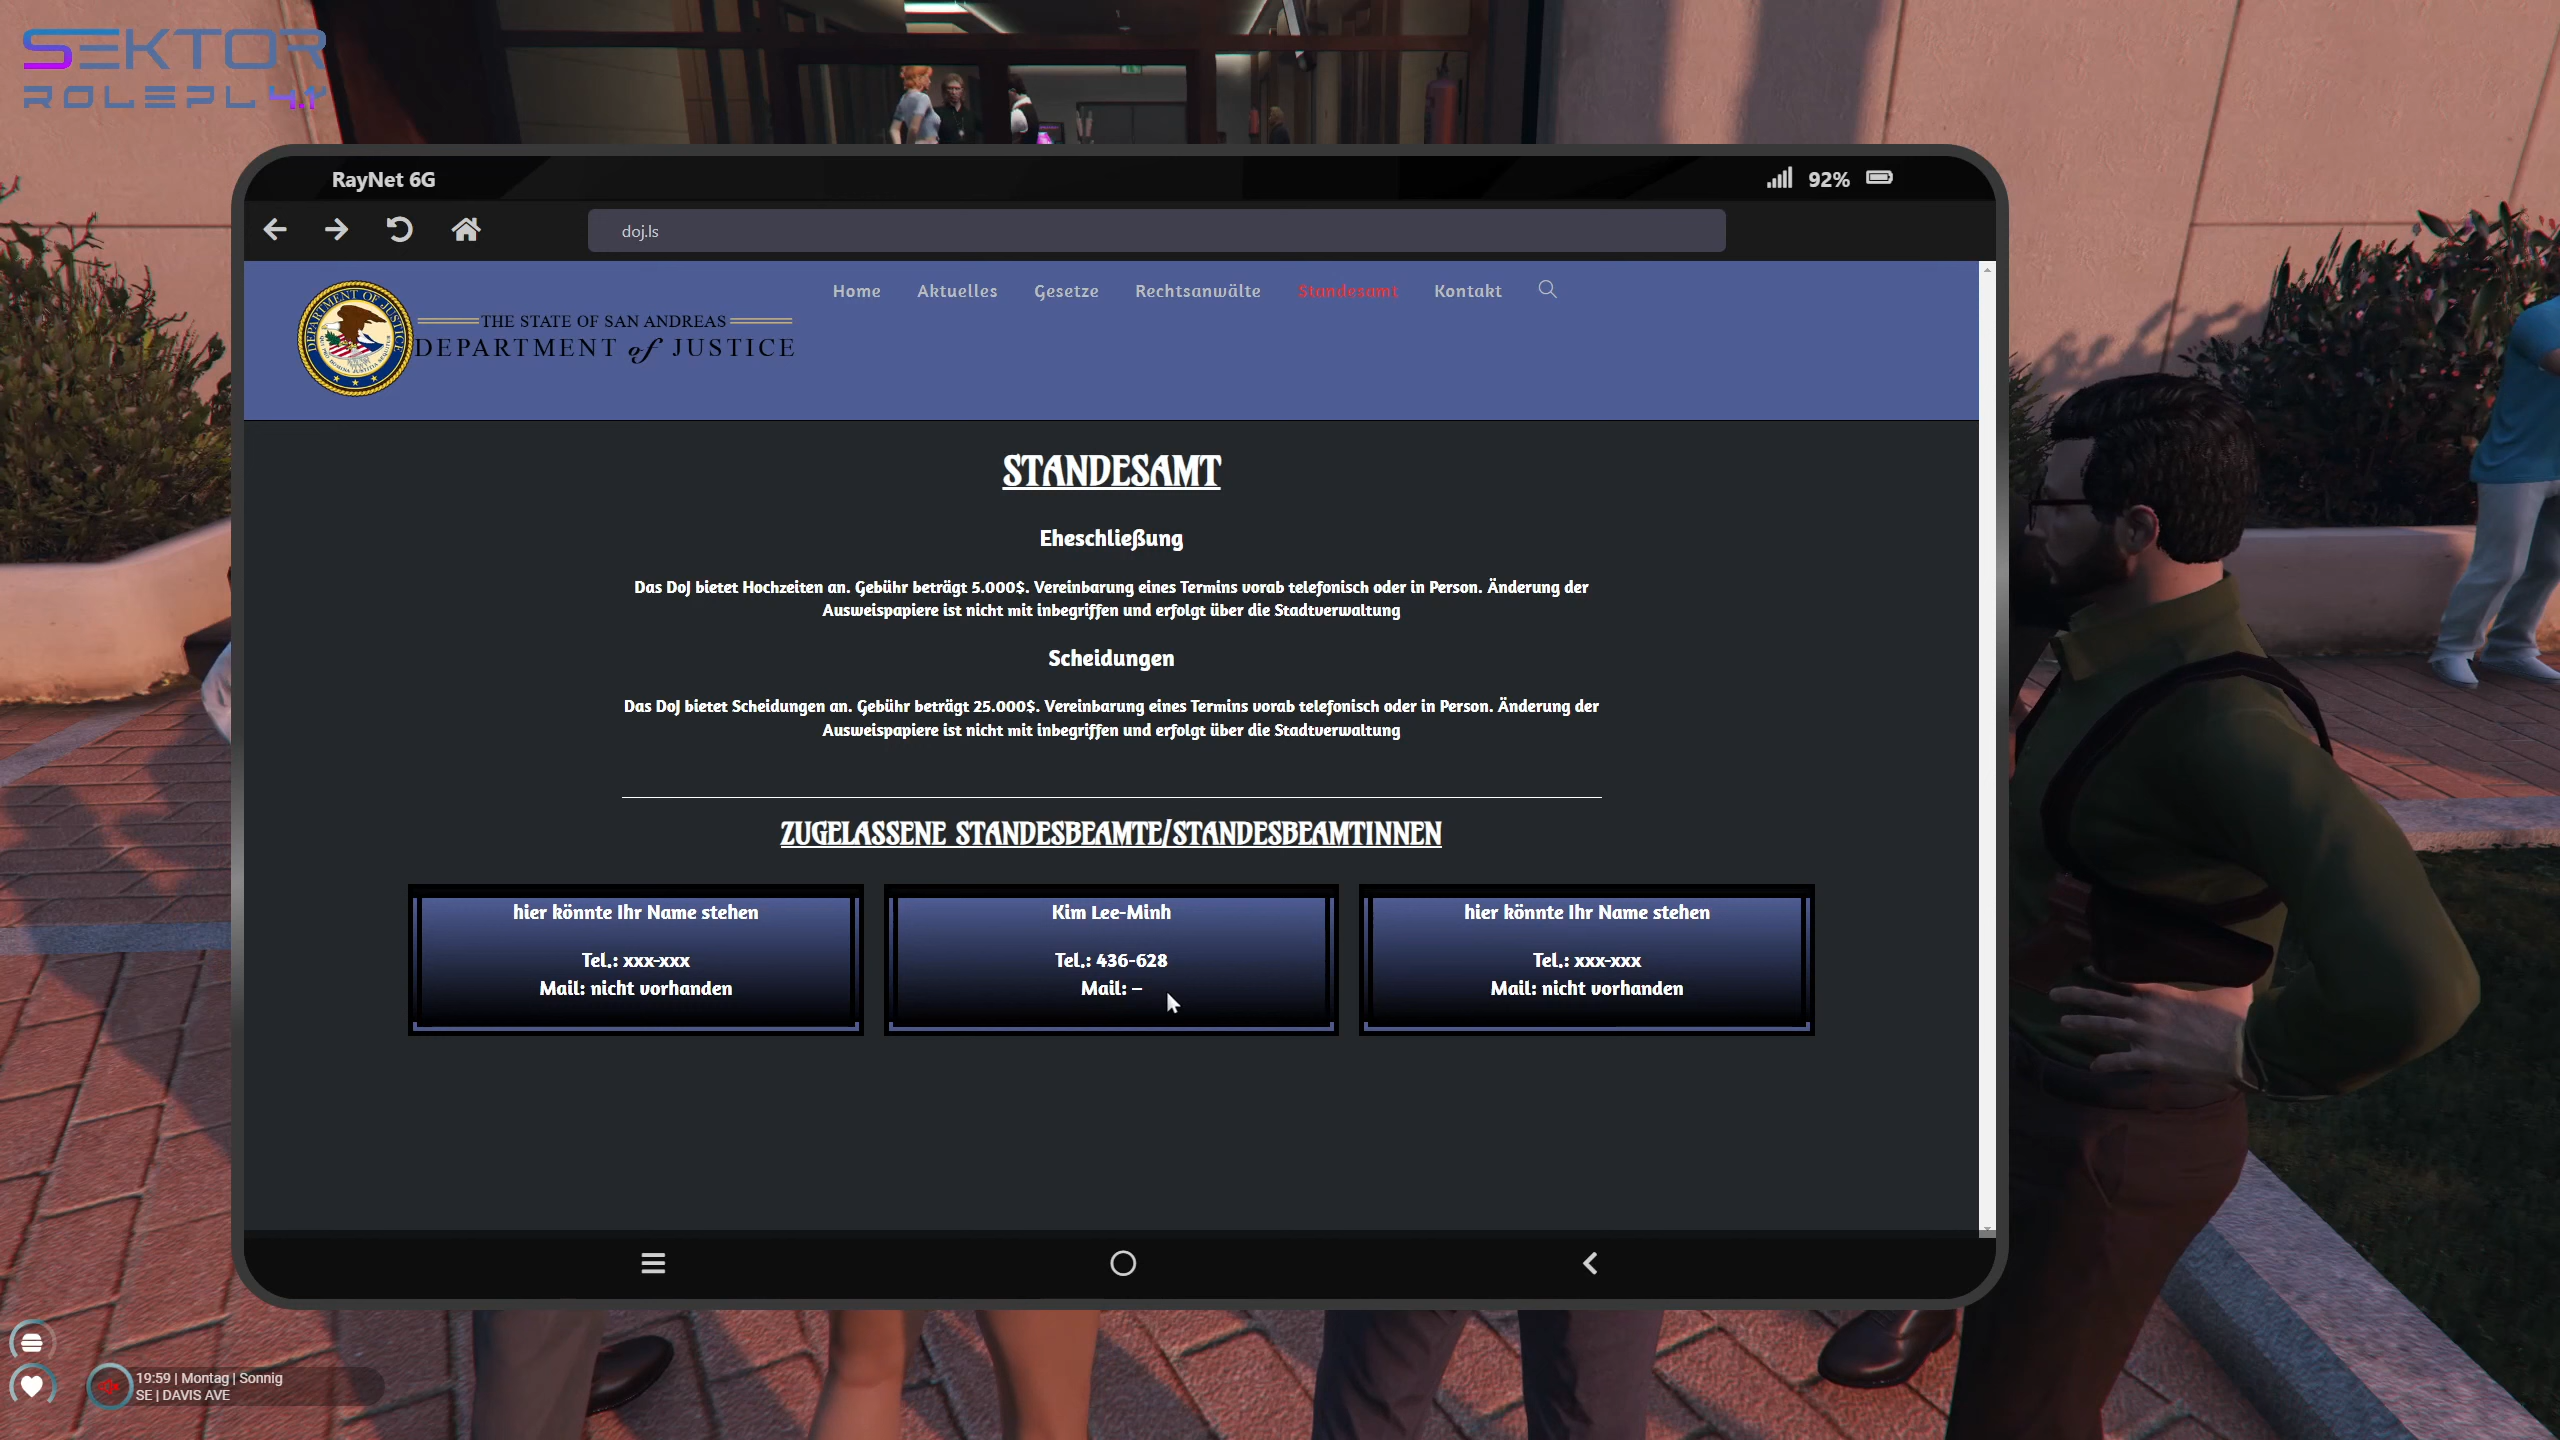 SEKTOR
ROLEPL4.Y
RayNet 6G
92%
doj.ls
DEPARTMENT OF JUSTICE
THE STATE OF SAN ANDREAS
DEPARTMENT of JUSTICE
Home
Aktuelles
Gesetze
Rechtsanwälte
Standesamt
Kontakt
STANDESAMT
Eheschließung
Das DoJ bietet Hochzeiten an. Gebühr beträgt 5.000$. Vereinbarung eines Termins vorab telefonisch oder in Person. Änderung der
Ausweispapiere ist nicht mit inbegriffen und erfolgt über die Stadtverwaltung
Scheidungen
Das DoJ bietet Scheidungen an. Gebühr beträgt 25.000$. Vereinbarung eines Termins vorab telefonisch oder in Person. Änderung der
Ausweispapiere ist nicht mit inbegriffen und erfolgt über die Stadtverwaltung
ZUGELASSENE STANDESBEAMTE/STANDESBEAMTINNEN
hier könnte Ihr Name stehen
Tel.: xxx-xxx
Mail: nicht vorhanden
Kim Lee-Minh
Tel.: 436-628
Mail: –
hier könnte Ihr Name stehen
Tel.: xxx-xxx
Mail: nicht vorhanden
19:59 | Montag | Sonnig
SE | DAVIS AVE